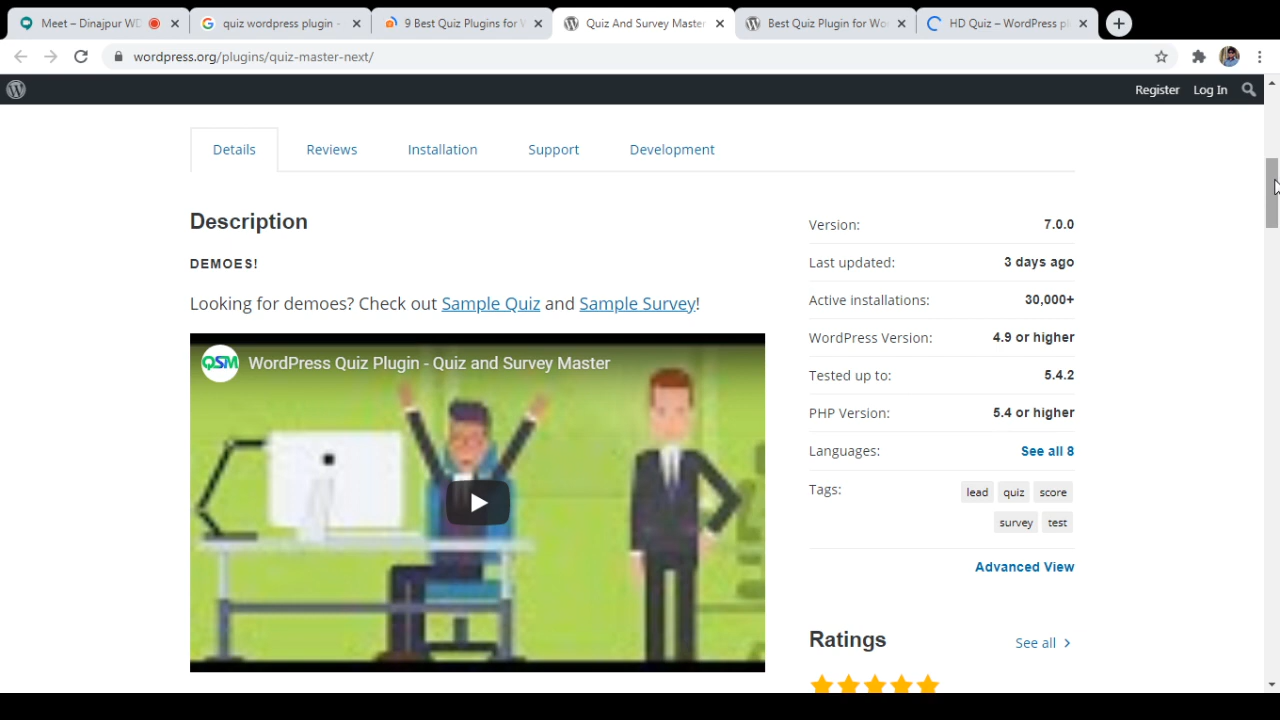 Meet – Dinajpur WD
quiz wordpress plugin -
9 Best Quiz Plugins for W
Quiz And Survey Master
Best Quiz Plugin for Wo
HD Quiz – WordPress pl
wordpress.org/plugins/quiz-master-next/
Register Log In
Details Reviews Installation Support Development
Description
DEMOES!
Looking for demoes? Check out Sample Quiz and Sample Survey!
QSM WordPress Quiz Plugin - Quiz and Survey Master
Version: 7.0.0
Last updated: 3 days ago
Active installations: 30,000+
WordPress Version: 4.9 or higher
Tested up to: 5.4.2
PHP Version: 5.4 or higher
Languages: See all 8
Tags: lead quiz score
survey test
Advanced View
Ratings See all